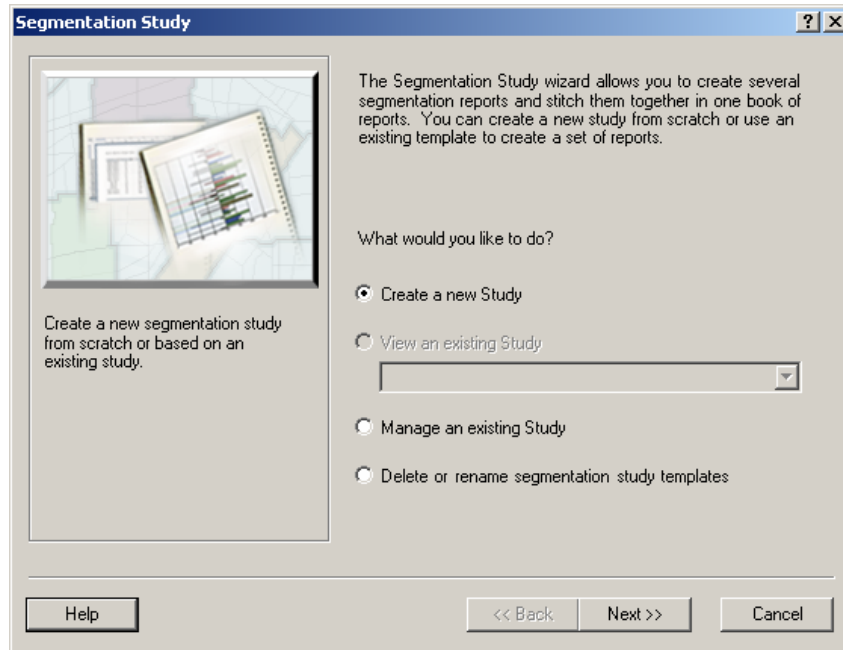 Segmentation Study
The Segmentation Study wizard allows you to create several
segmentation reports and stitch them together in one book of
reports. You can create a new study from scratch or use an
existing template to create a set of reports.
What would you like to do?
Create a new Study
View an existing Study
Manage an existing Study
Delete or rename segmentation study templates
Create a new segmentation study
from scratch or based on an
existing study.
Help
<< Back
Next >>
Cancel